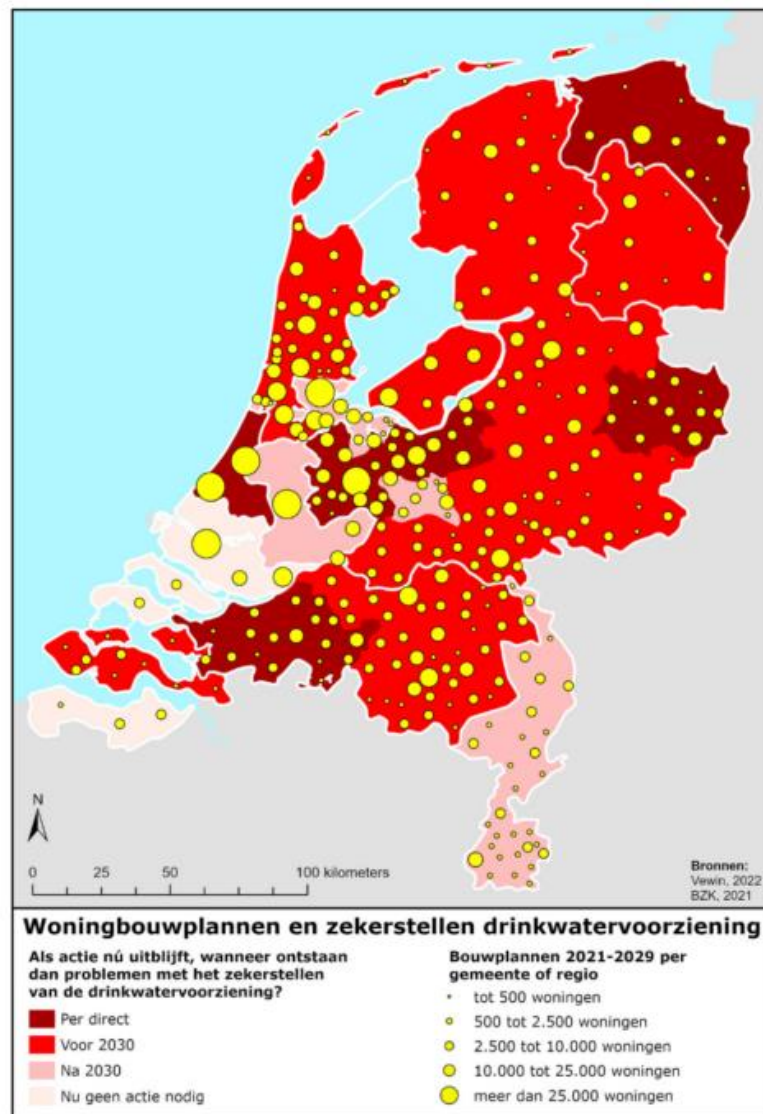 N
0 25 50 100 kilometers
Bronnen:
Vewin, 2022
BZK, 2021
Woningbouwplannen en zekerstellen drinkwatervoorziening
Als actie nú uitblijft, wanneer ontstaan
dan problemen met het zekerstellen
van de drinkwatervoorziening?
Per direct
Voor 2030
Na 2030
Nu geen actie nodig
Bouwplannen 2021-2029 per
gemeente of regio
tot 500 woningen
500 tot 2.500 woningen
2.500 tot 10.000 woningen
10.000 tot 25.000 woningen
meer dan 25.000 woningen